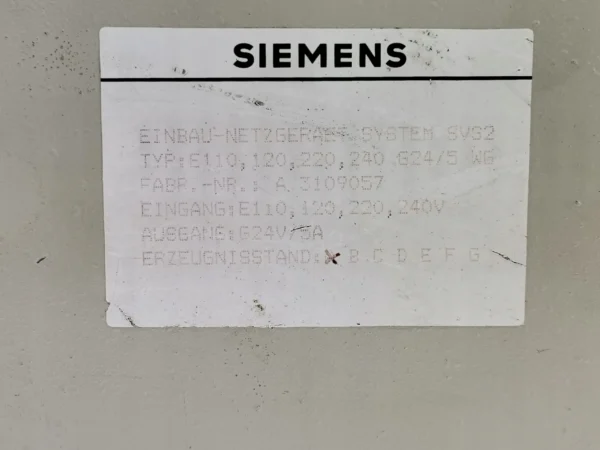 SIEMENS
EINBAU-NETZGERAET SYSTEM SVS2
TYP:E110,120,220,240 G24/5 WG
FABR.-NR.: A 3109057
EINGANG:E110,120,220,240V
AUSGANG:G24V/5A
ERZEUGNISSTAND: B C D E F G